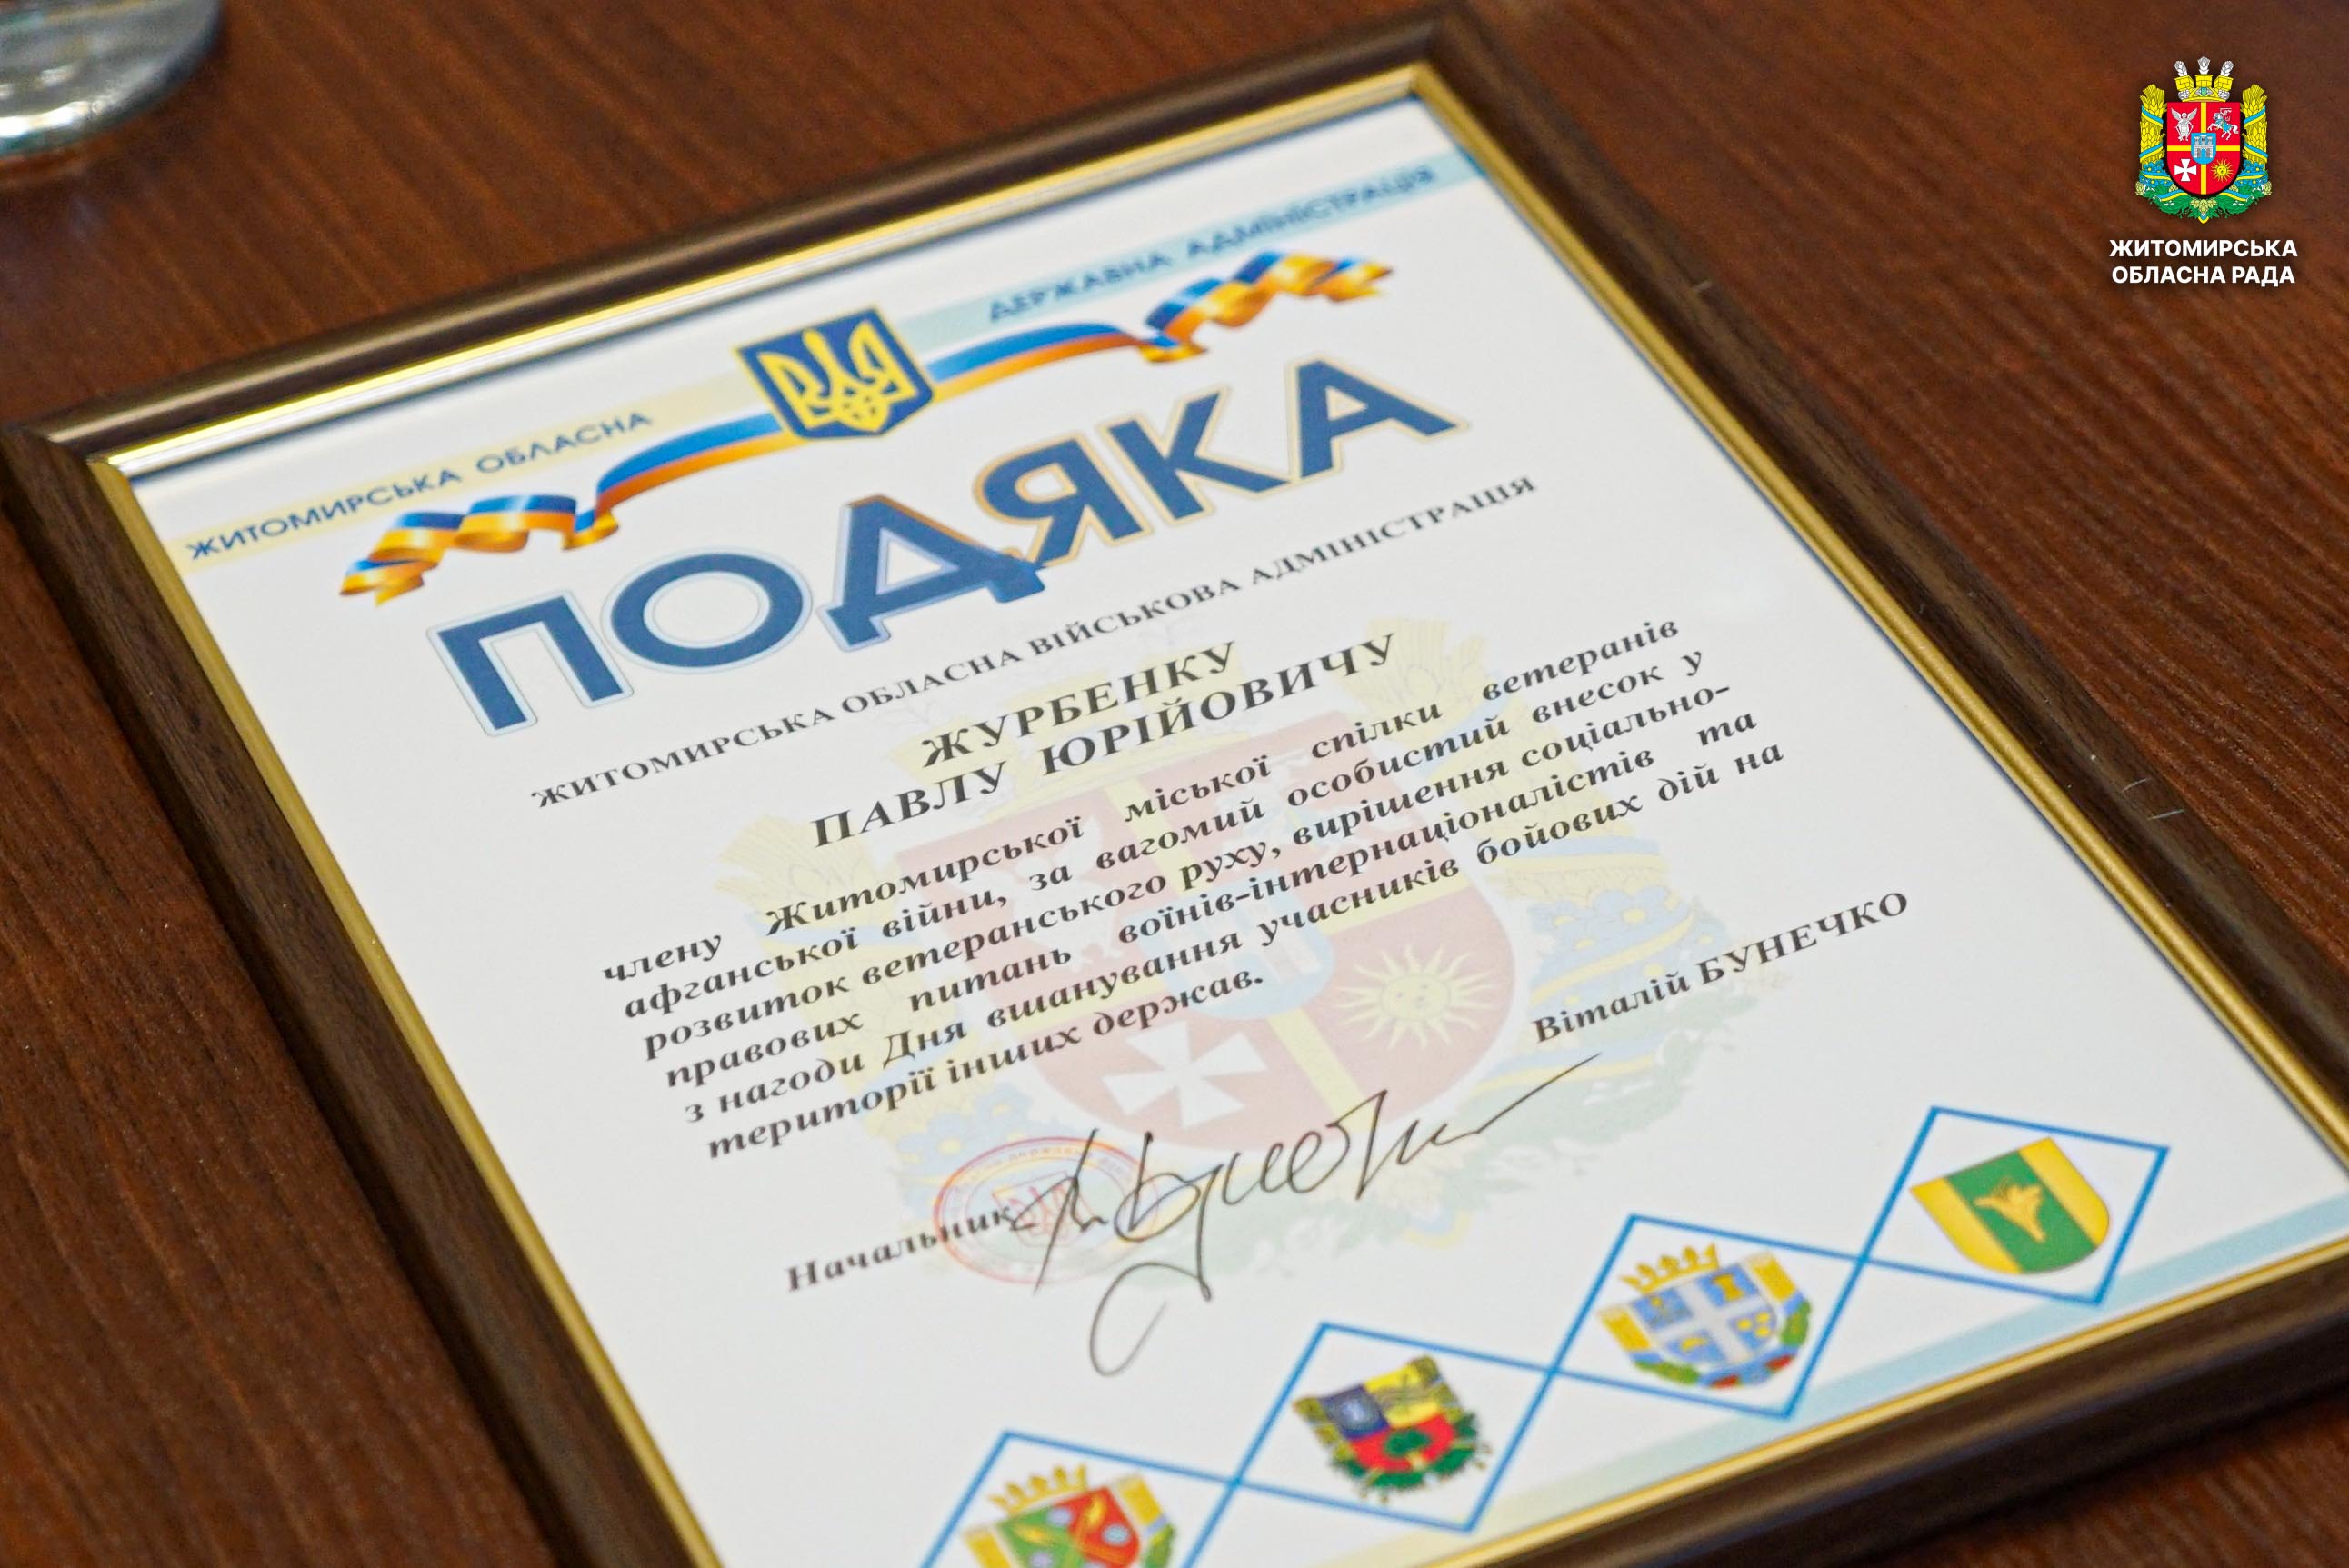 ЖИТОМИРСЬКА
ОБЛАСНА РАДА
ЖИТОМИРСЬКА ОБЛАСНА ДЕРЖАВНА АДМІНІСТРАЦІЯ
ПОДЯКА
ЖИТОМИРСЬКА ОБЛАСНА ВІЙСЬКОВА АДМІНІСТРАЦІЯ
ЖУРБЕНКУ
ПАВЛУ ЮРІЙОВИЧУ
члену Житомирської міської спілки ветеранів
афганської війни, за вагомий особистий внесок у
розвиток ветеранського руху, вирішення соціально-
правових питань воїнів-інтернаціоналістів та
з нагоди Дня вшанування учасників бойових дій на
території інших держав.
Начальник Віталій БУНЕЧКО